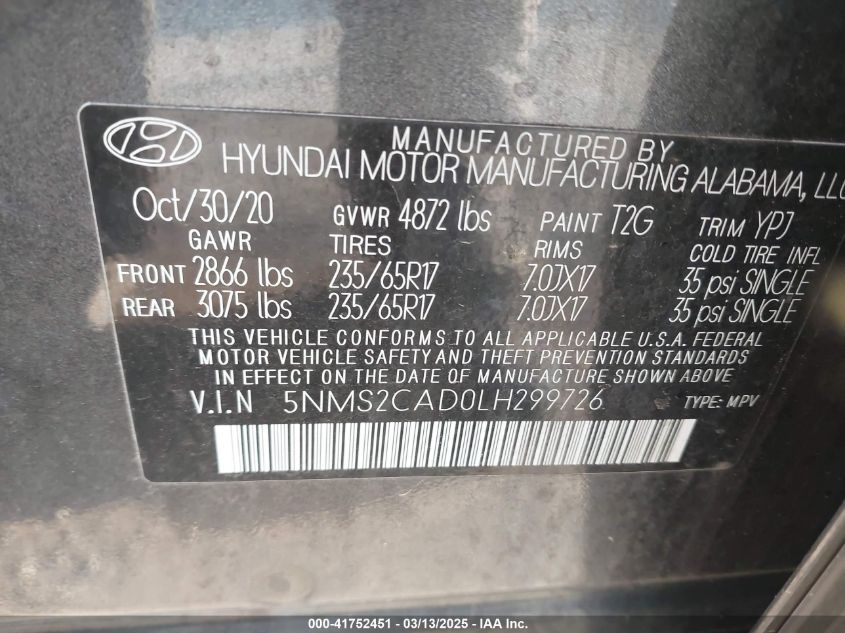 MANUFACTURED BY
HYUNDAI MOTOR MANUFACTURING ALABAMA, LLC
Oct/30/20 GVWR 4872 lbs PAINT T2G TRIM YPJ
GAWR TIRES RIMS COLD TIRE INFL
FRONT 2866 lbs 235/65R17 7.0JX17 35 psi SINGLE
REAR 3075 lbs 235/65R17 7.0JX17 35 psi SINGLE
THIS VEHICLE CONFORMS TO ALL APPLICABLE U.S.A. FEDERAL
MOTOR VEHICLE SAFETY AND THEFT PREVENTION STANDARDS
IN EFFECT ON THE DATE OF MANUFACTURE SHOWN ABOVE
V.I.N 5NMS2CAD0LH299726 TYPE: MPV
000-41752451 - 03/13/2025 - © IAA Inc.